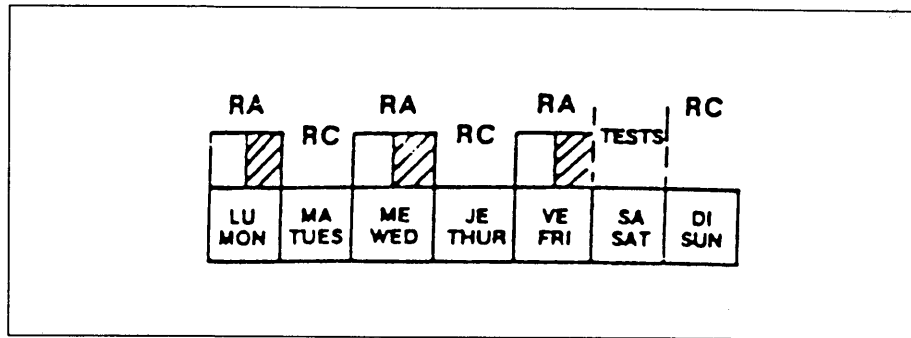 RA RA RA RC
RC RC TESTS
LU MA ME JE VE SA DI
MON TUES WED THUR FRI SAT SUN